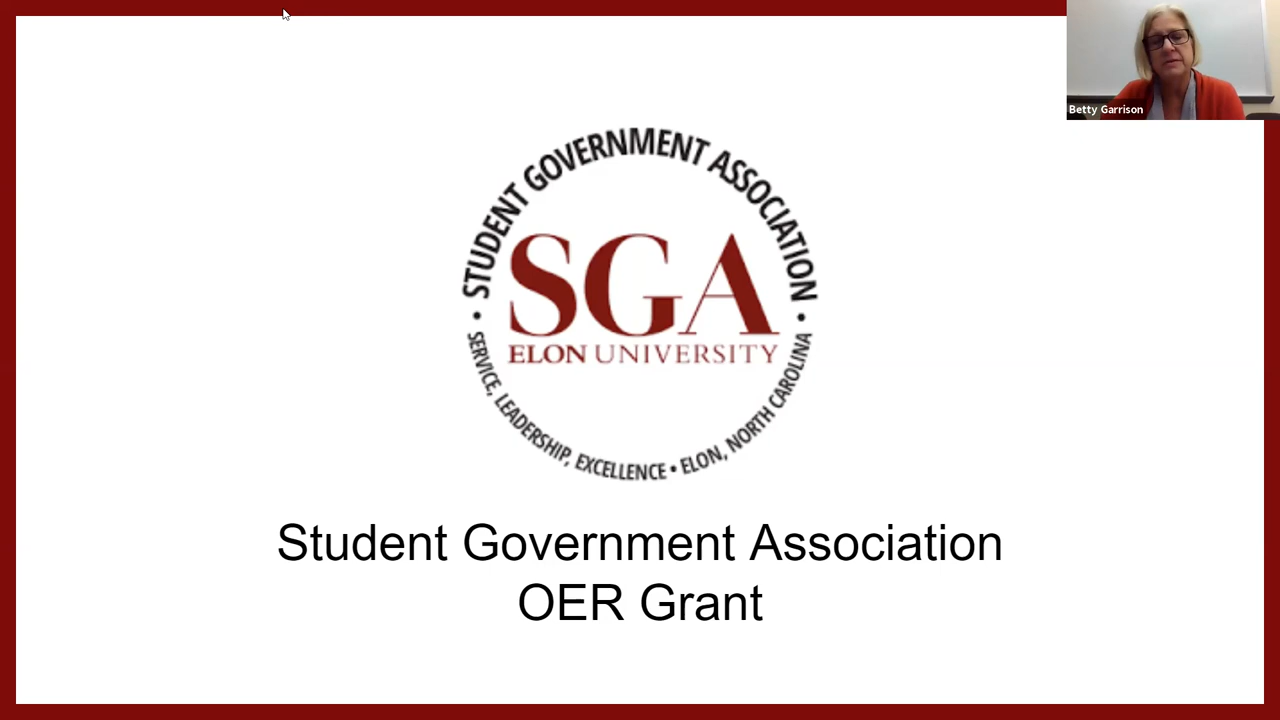 STUDENT GOVERNMENT ASSOCIATION
SGA
ELON UNIVERSITY
• SERVICE, LEADERSHIP, EXCELLENCE • ELON, NORTH CAROLINA •
Student Government Association
OER Grant
Betty Garrison